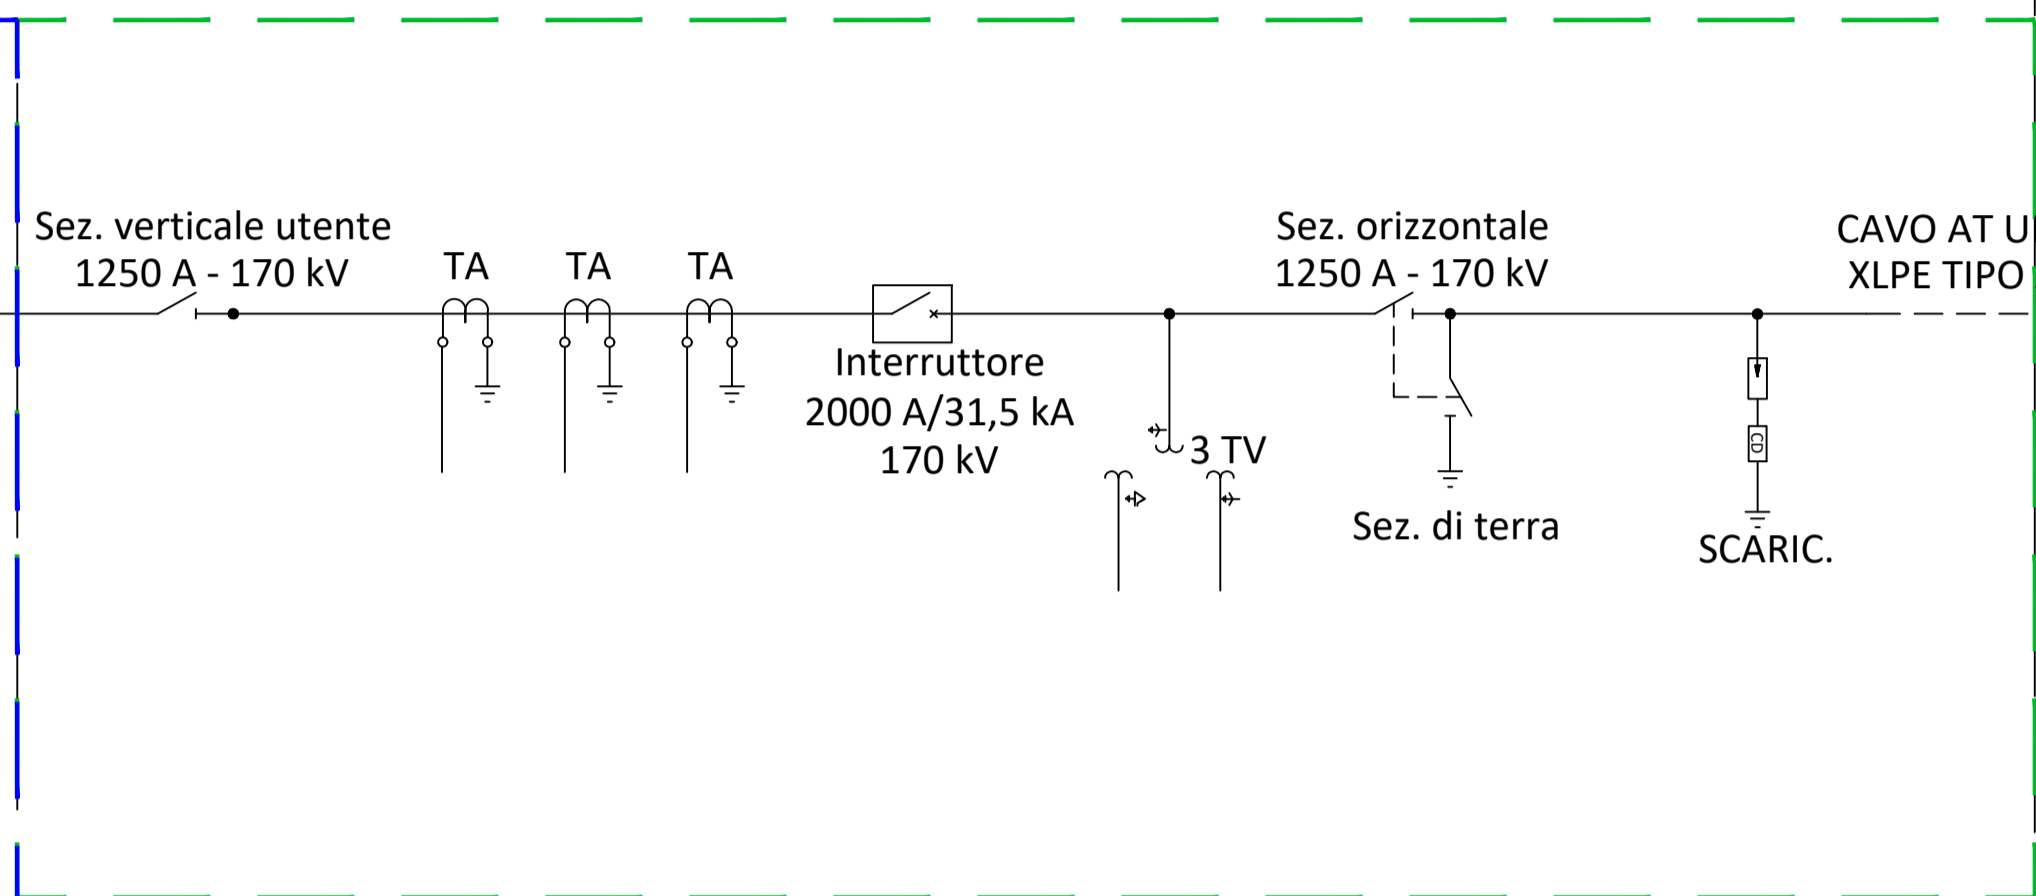 Sez. verticale utente
1250 A - 170 kV
TA
TA
TA
Interruttore
2000 A/31,5 kA
170 kV
3 TV
Sez. orizzontale
1250 A - 170 kV
Sez. di terra
CD
SCARIC.
CAVO AT U
XLPE TIPO